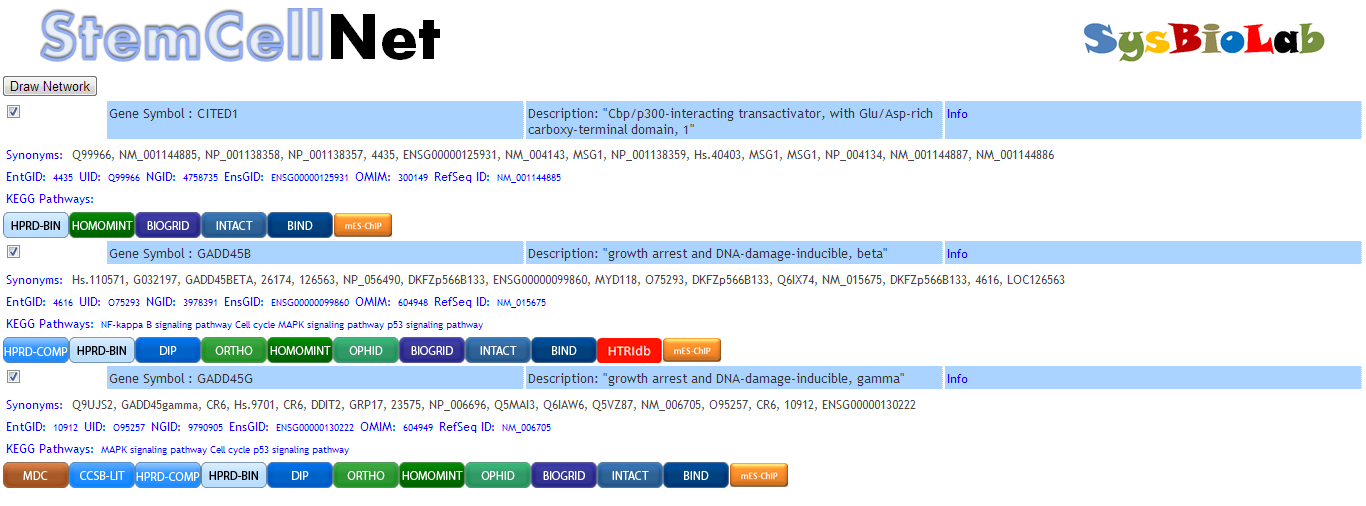 StemCellNet SysBioLab
Draw Network
Gene Symbol : CITED1 Description: "Cbp/p300-interacting transactivator, with Glu/Asp-rich carboxy-terminal domain, 1" Info
Synonyms: Q99966, NM_001144885, NP_001138358, NP_001138357, 4435, ENSG00000125931, NM_004143, MSG1, NP_001138359, Hs.40403, MSG1, MSG1, NP_004134, NM_001144887, NM_001144886
EntGID: 4435 UID: Q99966 NGID: 4758735 EnsGID: ENSG00000125931 OMIM: 300149 RefSeq ID: NM_001144885
KEGG Pathways:
HPRD-BIN HOMOMINT BIOGRID INTACT BIND mES-ChIP
Gene Symbol : GADD45B Description: "growth arrest and DNA-damage-inducible, beta" Info
Synonyms: Hs.110571, G032197, GADD45BETA, 26174, 126563, NP_056490, DKFZp566B133, ENSG00000099860, MYD118, O75293, DKFZp566B133, Q6IX74, NM_015675, DKFZp566B133, 4616, LOC126563
EntGID: 4616 UID: O75293 NGID: 3978391 EnsGID: ENSG00000099860 OMIM: 604948 RefSeq ID: NM_015675
KEGG Pathways: NF-kappa B signaling pathway Cell cycle MAPK signaling pathway p53 signaling pathway
HPRD-COMP HPRD-BIN DIP ORTHO HOMOMINT OPHID BIOGRID INTACT BIND HTRIdb mES-ChIP
Gene Symbol : GADD45G Description: "growth arrest and DNA-damage-inducible, gamma" Info
Synonyms: Q9UJS2, GADD45gamma, CR6, Hs.9701, CR6, DDIT2, GRP17, 23575, NP_006696, Q5MAI3, Q6IAW6, Q5VZ87, NM_006705, O95257, CR6, 10912, ENSG00000130222
EntGID: 10912 UID: O95257 NGID: 9790905 EnsGID: ENSG00000130222 OMIM: 604949 RefSeq ID: NM_006705
KEGG Pathways: MAPK signaling pathway Cell cycle p53 signaling pathway
MDC CCSB-LIT HPRD-COMP HPRD-BIN DIP ORTHO HOMOMINT OPHID BIOGRID INTACT BIND mES-ChIP